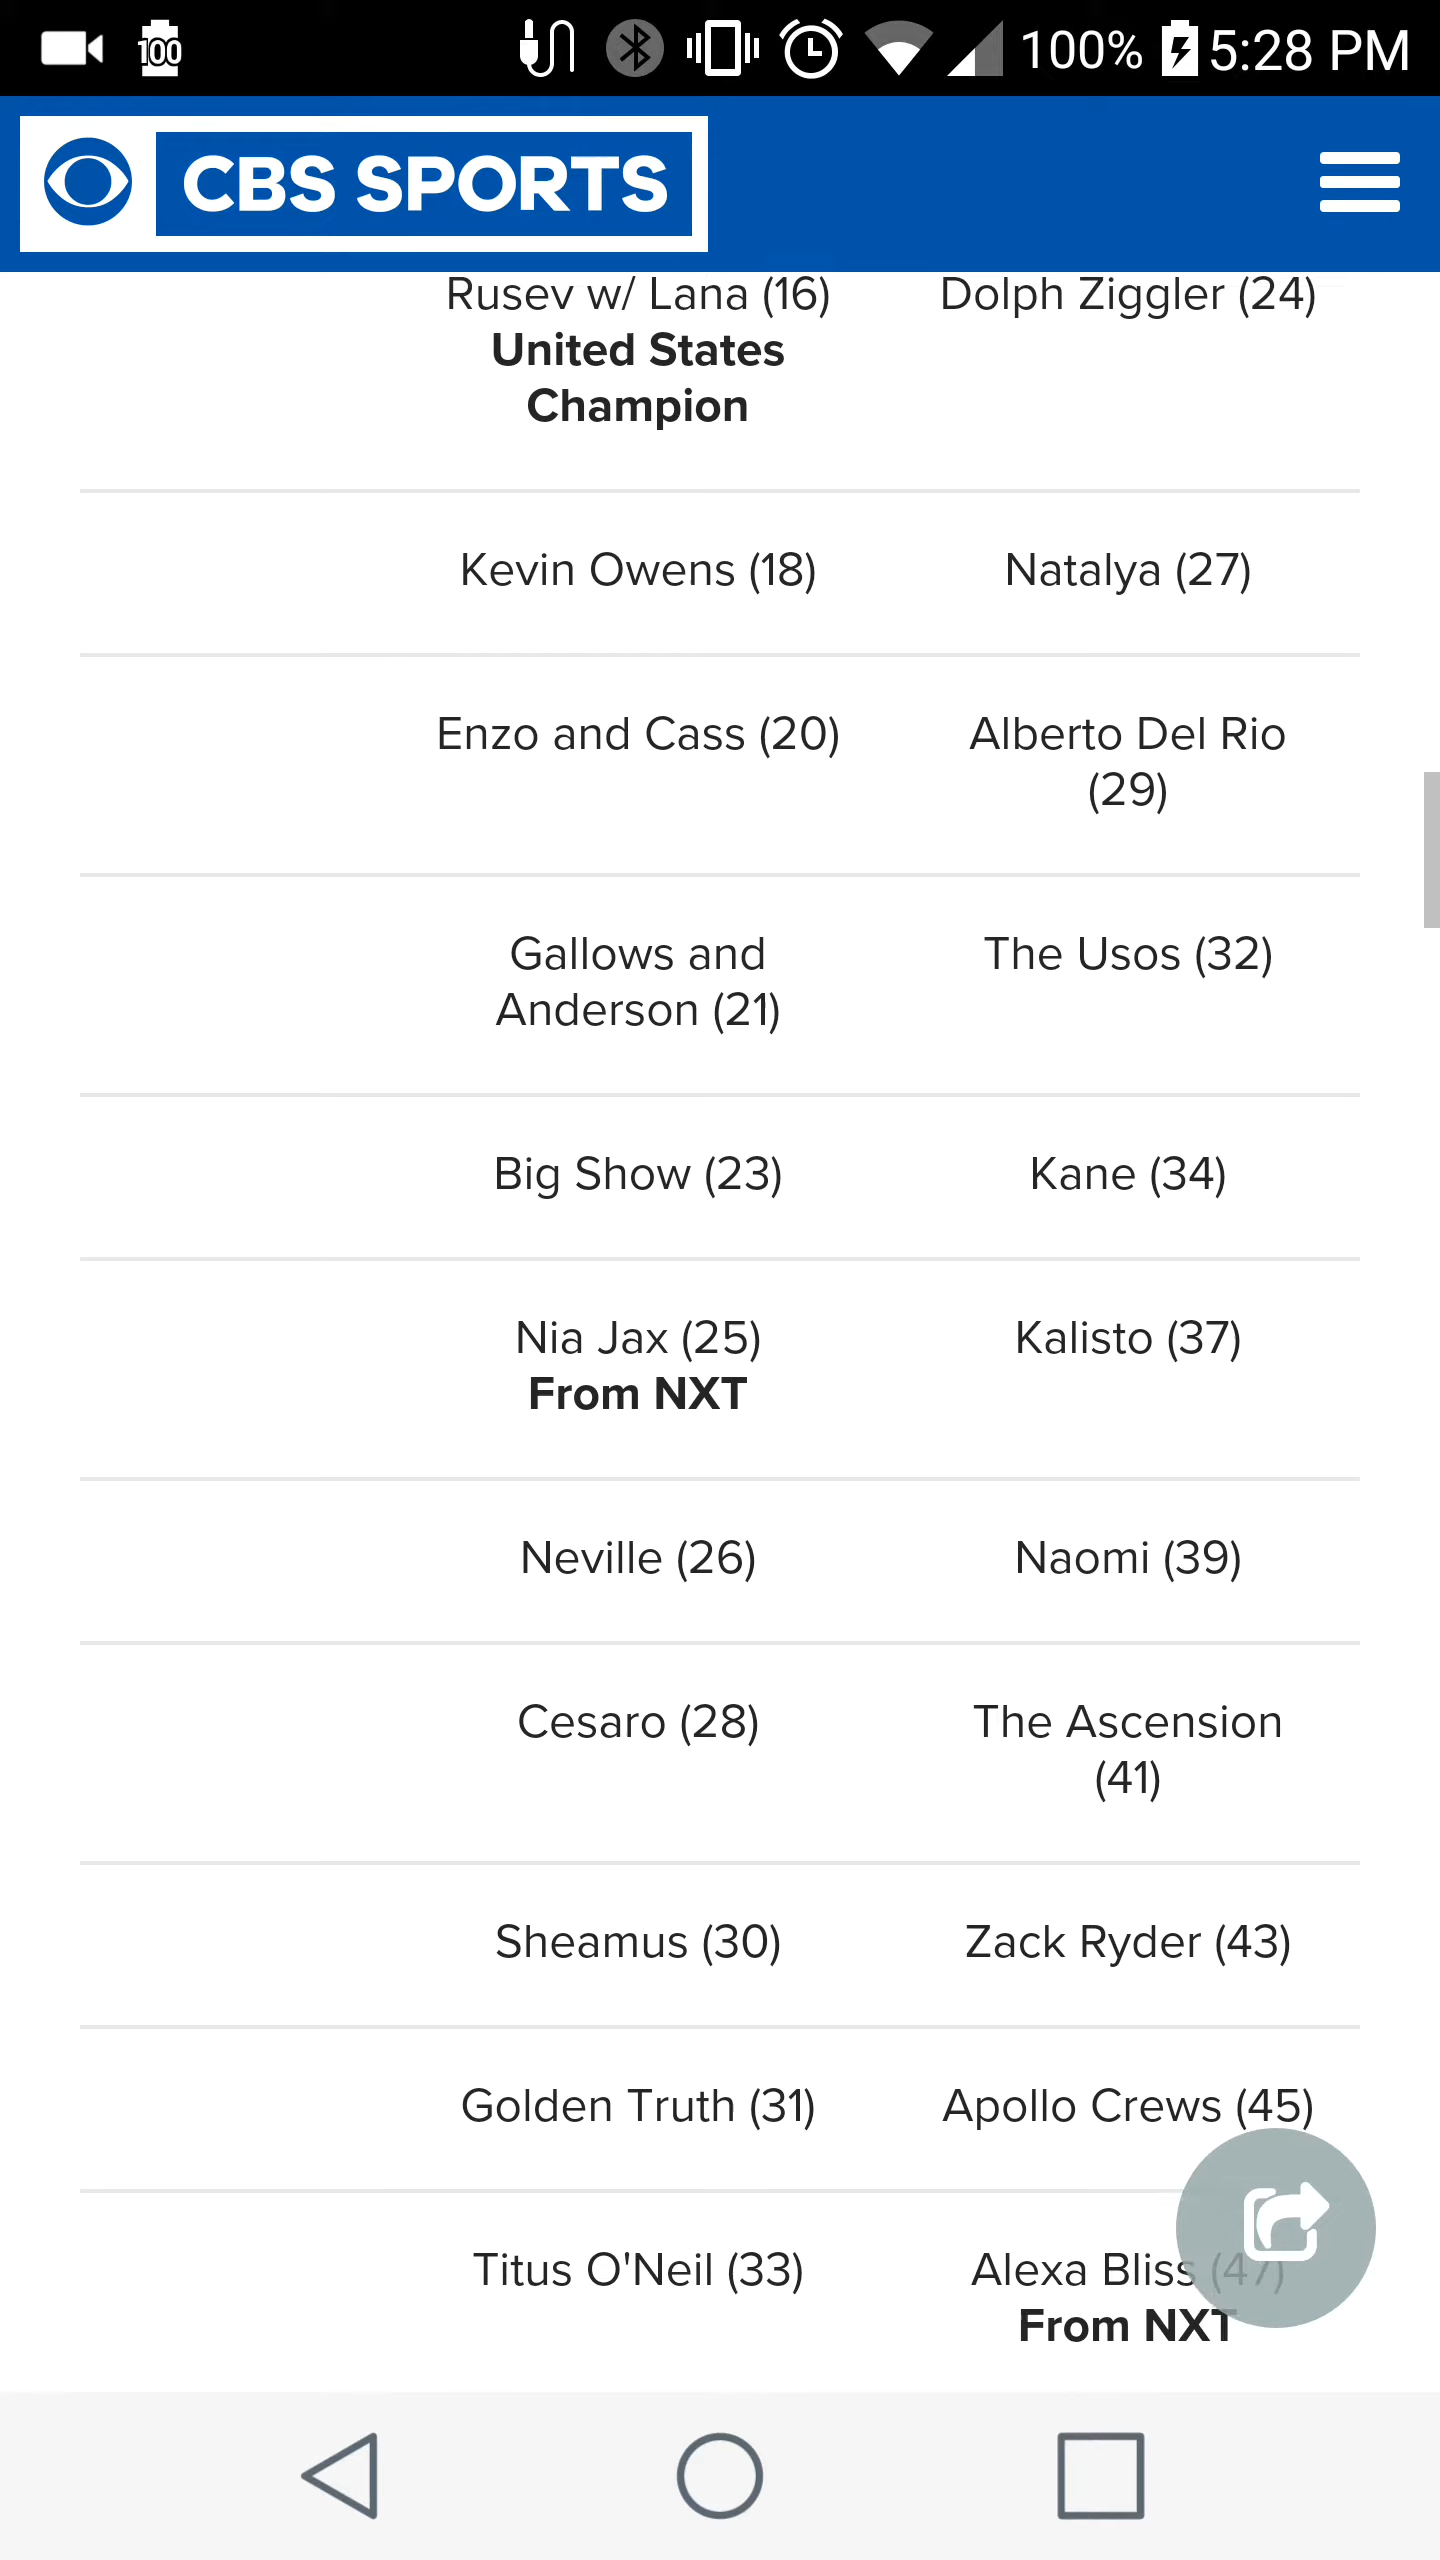 100
100%
5:28 PM
CBS SPORTS
Rusev w/ Lana (16)
United States
Champion
Dolph Ziggler (24)
Kevin Owens (18)
Natalya (27)
Enzo and Cass (20)
Alberto Del Rio
(29)
Gallows and
Anderson (21)
The Usos (32)
Big Show (23)
Kane (34)
Nia Jax (25)
From NXT
Kalisto (37)
Neville (26)
Naomi (39)
Cesaro (28)
The Ascension
(41)
Sheamus (30)
Zack Ryder (43)
Golden Truth (31)
Apollo Crews (45)
Titus O'Neil (33)
Alexa Bliss (47)
From NXT